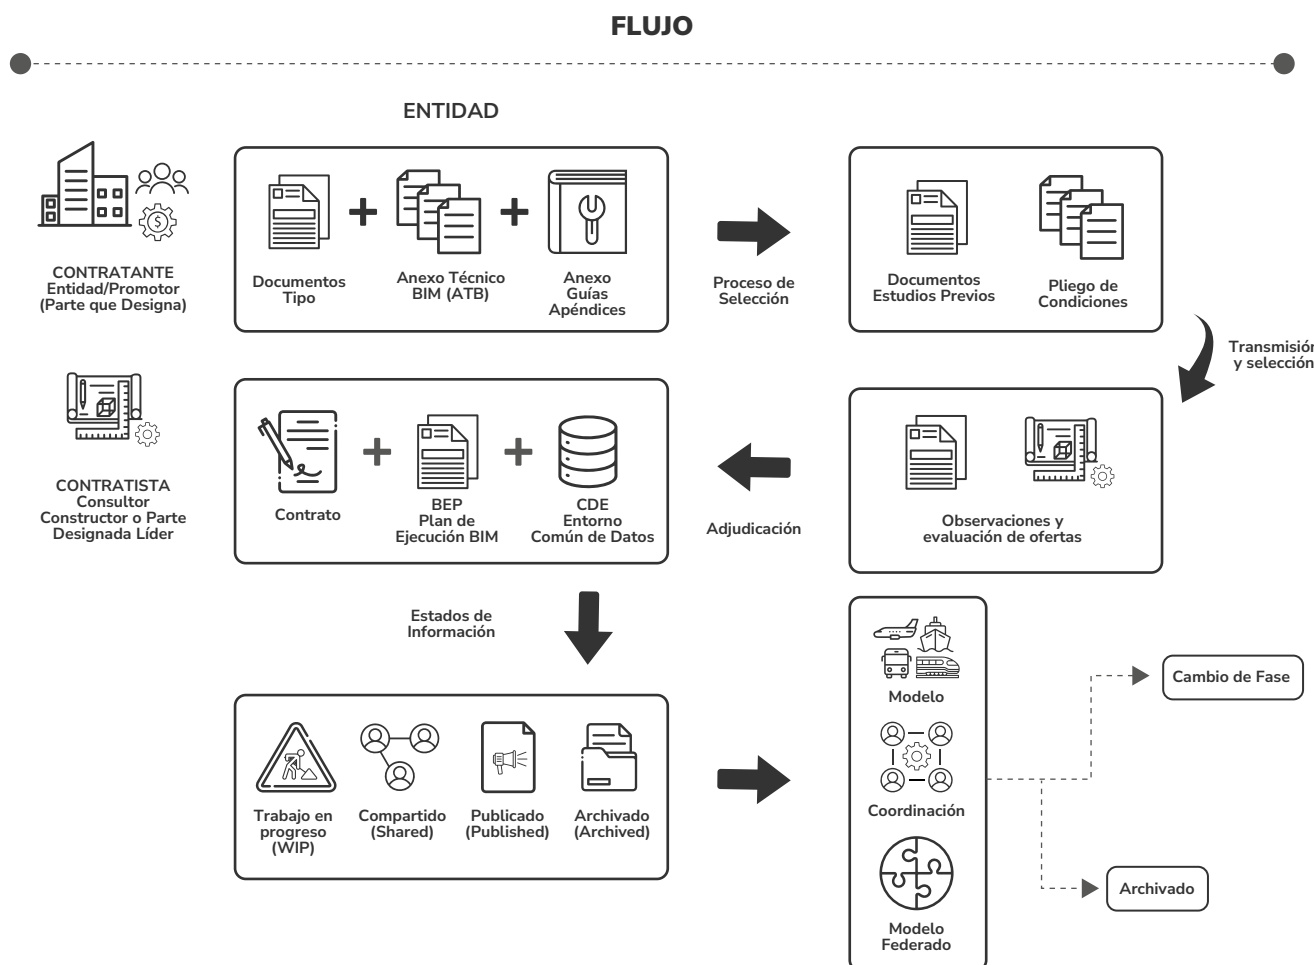 FLUJO
ENTIDAD
CONTRATANTE
Entidad/Promotor
(Parte que Designa)
Documentos
Tipo
Anexo Técnico
BIM (ATB)
Anexo
Guías
Apéndices
Proceso de
Selección
Documentos
Estudios Previos
Pliego de
Condiciones
Transmisión
y selección
CONTRATISTA
Consultor
Constructor o Parte
Designada Líder
Contrato
BEP
Plan de
Ejecución BIM
CDE
Entorno
Común de Datos
Adjudicación
Observaciones y
evaluación de ofertas
Estados de
Información
Trabajo en
progreso
(WIP)
Compartido
(Shared)
Publicado
(Published)
Archivado
(Archived)
Modelo
Coordinación
Modelo
Federado
Cambio de Fase
Archivado